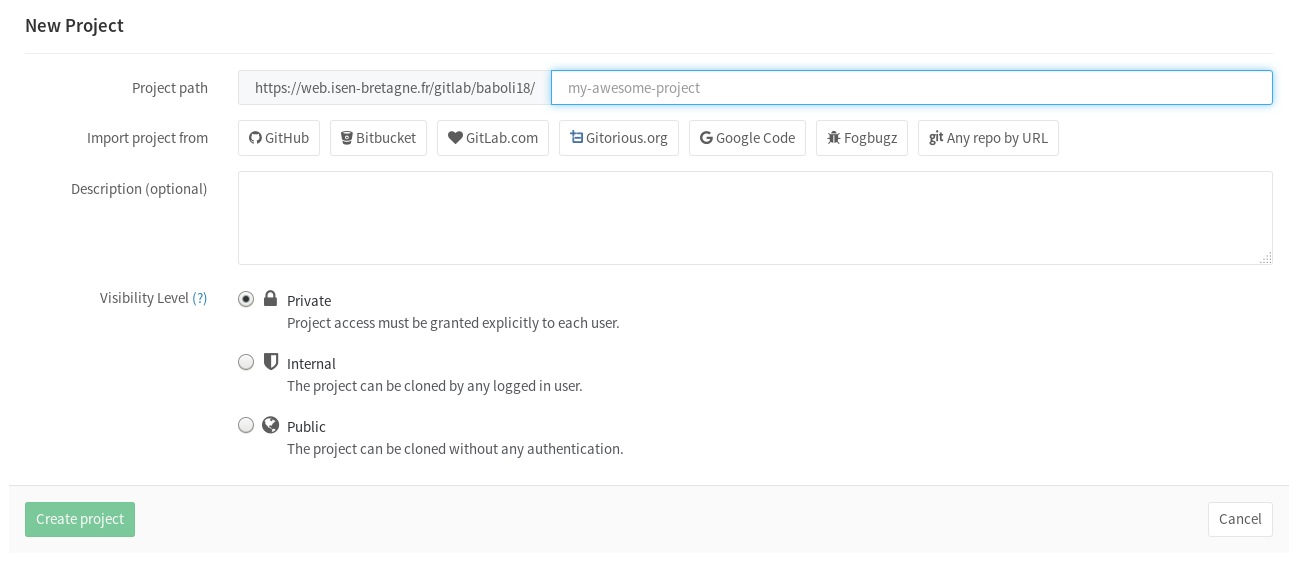 New Project
Project path https://web.isen-bretagne.fr/gitlab/baboli18/ my-awesome-project
Import project from GitHub Bitbucket GitLab.com Gitorious.org Google Code Fogbugz git Any repo by URL
Description (optional)
Visibility Level (?) Private
Project access must be granted explicitly to each user.
Internal
The project can be cloned by any logged in user.
Public
The project can be cloned without any authentication.
Create project Cancel